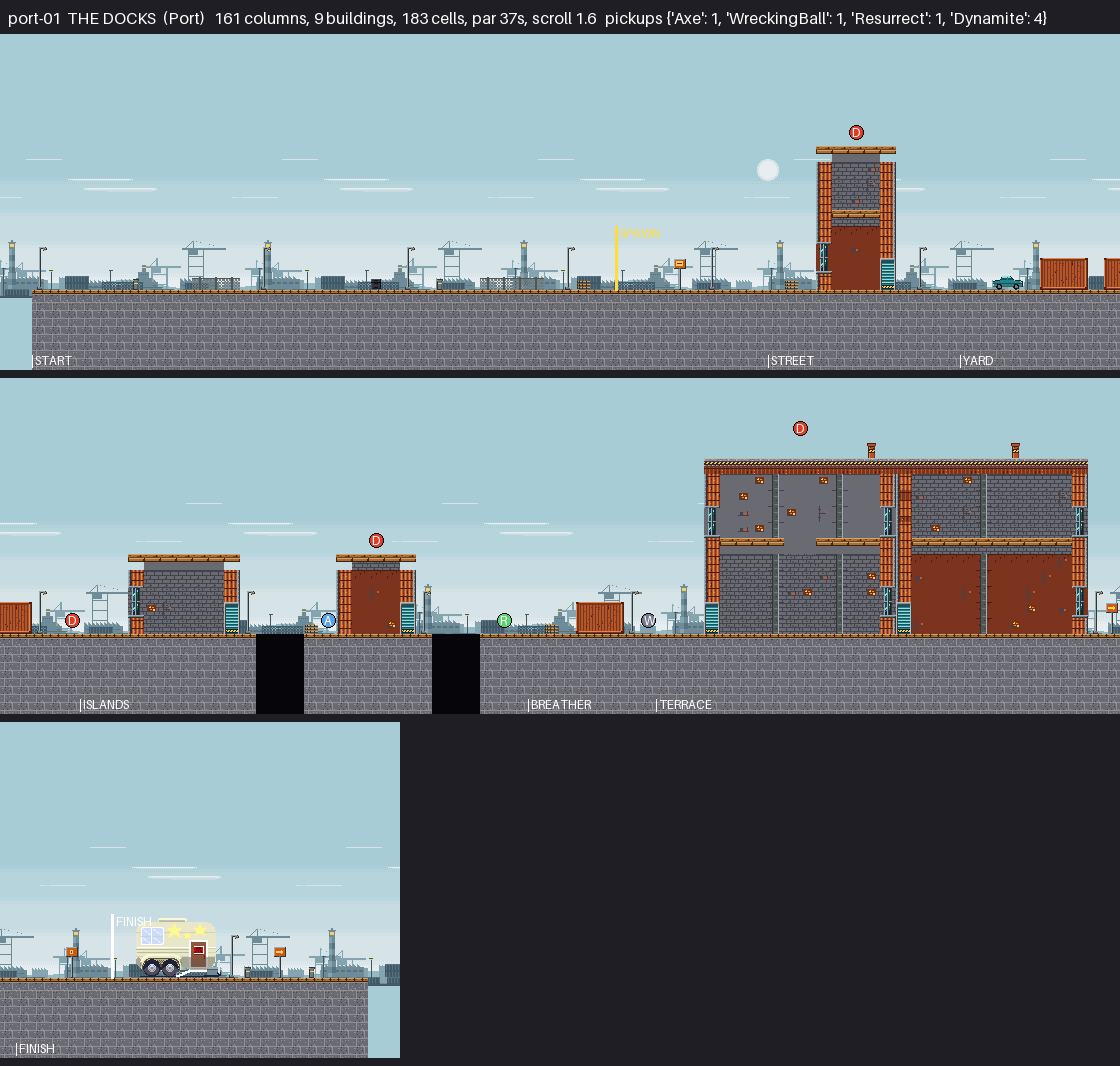 port-01 THE DOCKS (Port) 161 columns, 9 buildings, 183 cells, par 37s, scroll 1.6 pickups {'Axe': 1, 'WreckingBall': 1, 'Resurrect': 1, 'Dynamite': 4}
D
START
STREET
YARD
D
D
D
A
R
W
ISLANDS
BREATHER
TERRACE
FINISH
FINISH